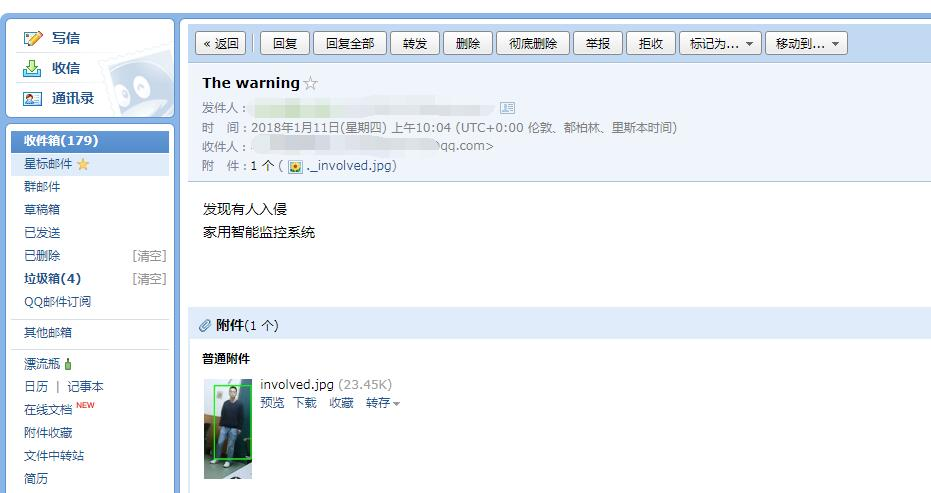 写信
收信
通讯录
收件箱(179)
星标邮件
群邮件
草稿箱
已发送
已删除 [清空]
垃圾箱(4) [清空]
QQ邮件订阅
其他邮箱
漂流瓶
日历 | 记事本
在线文档 NEW
附件收藏
文件中转站
简历
« 返回 回复 回复全部 转发 删除 彻底删除 举报 拒收 标记为... 移动到...
The warning
发件人：
时 间：2018年1月11日(星期四) 上午10:04 (UTC+0:00 伦敦、都柏林、里斯本时间)
收件人： qq.com>
附 件：1 个 ( ._involved.jpg)
发现有人入侵
家用智能监控系统
附件(1 个)
普通附件
involved.jpg (23.45K)
预览 下载 收藏 转存